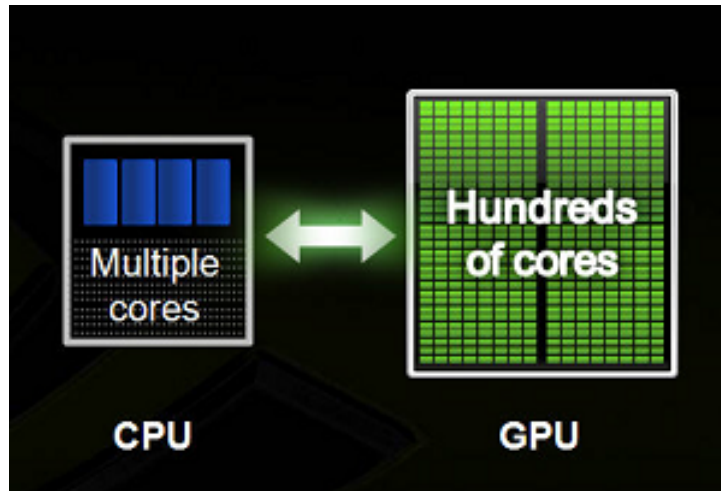 Multiple
cores
Hundreds
of cores
CPU
GPU